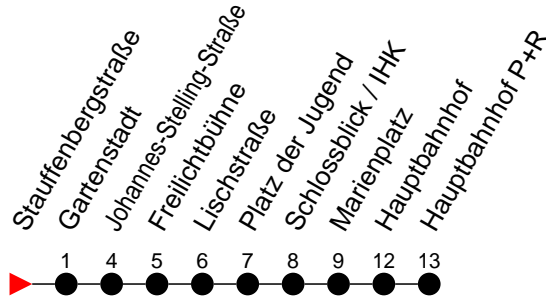 Stauffenbergstraße
Gartenstadt
Johannes-Stelling-Straße
Freilichtbühne
Lischstraße
Platz der Jugend
Schlossblick / IHK
Marienplatz
Hauptbahnhof
Hauptbahnhof P+R
1 4 5 6 7 8 9 12 13